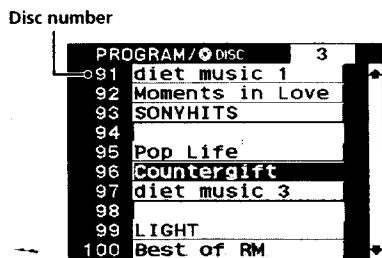 Disc number
PROGRAM/ DISC 3
91 diet music 1
92 Moments in Love
93 SONYHITS
94
95 Pop Life
96 Countergift
97 diet music 3
98
99 LIGHT
100 Best of RM